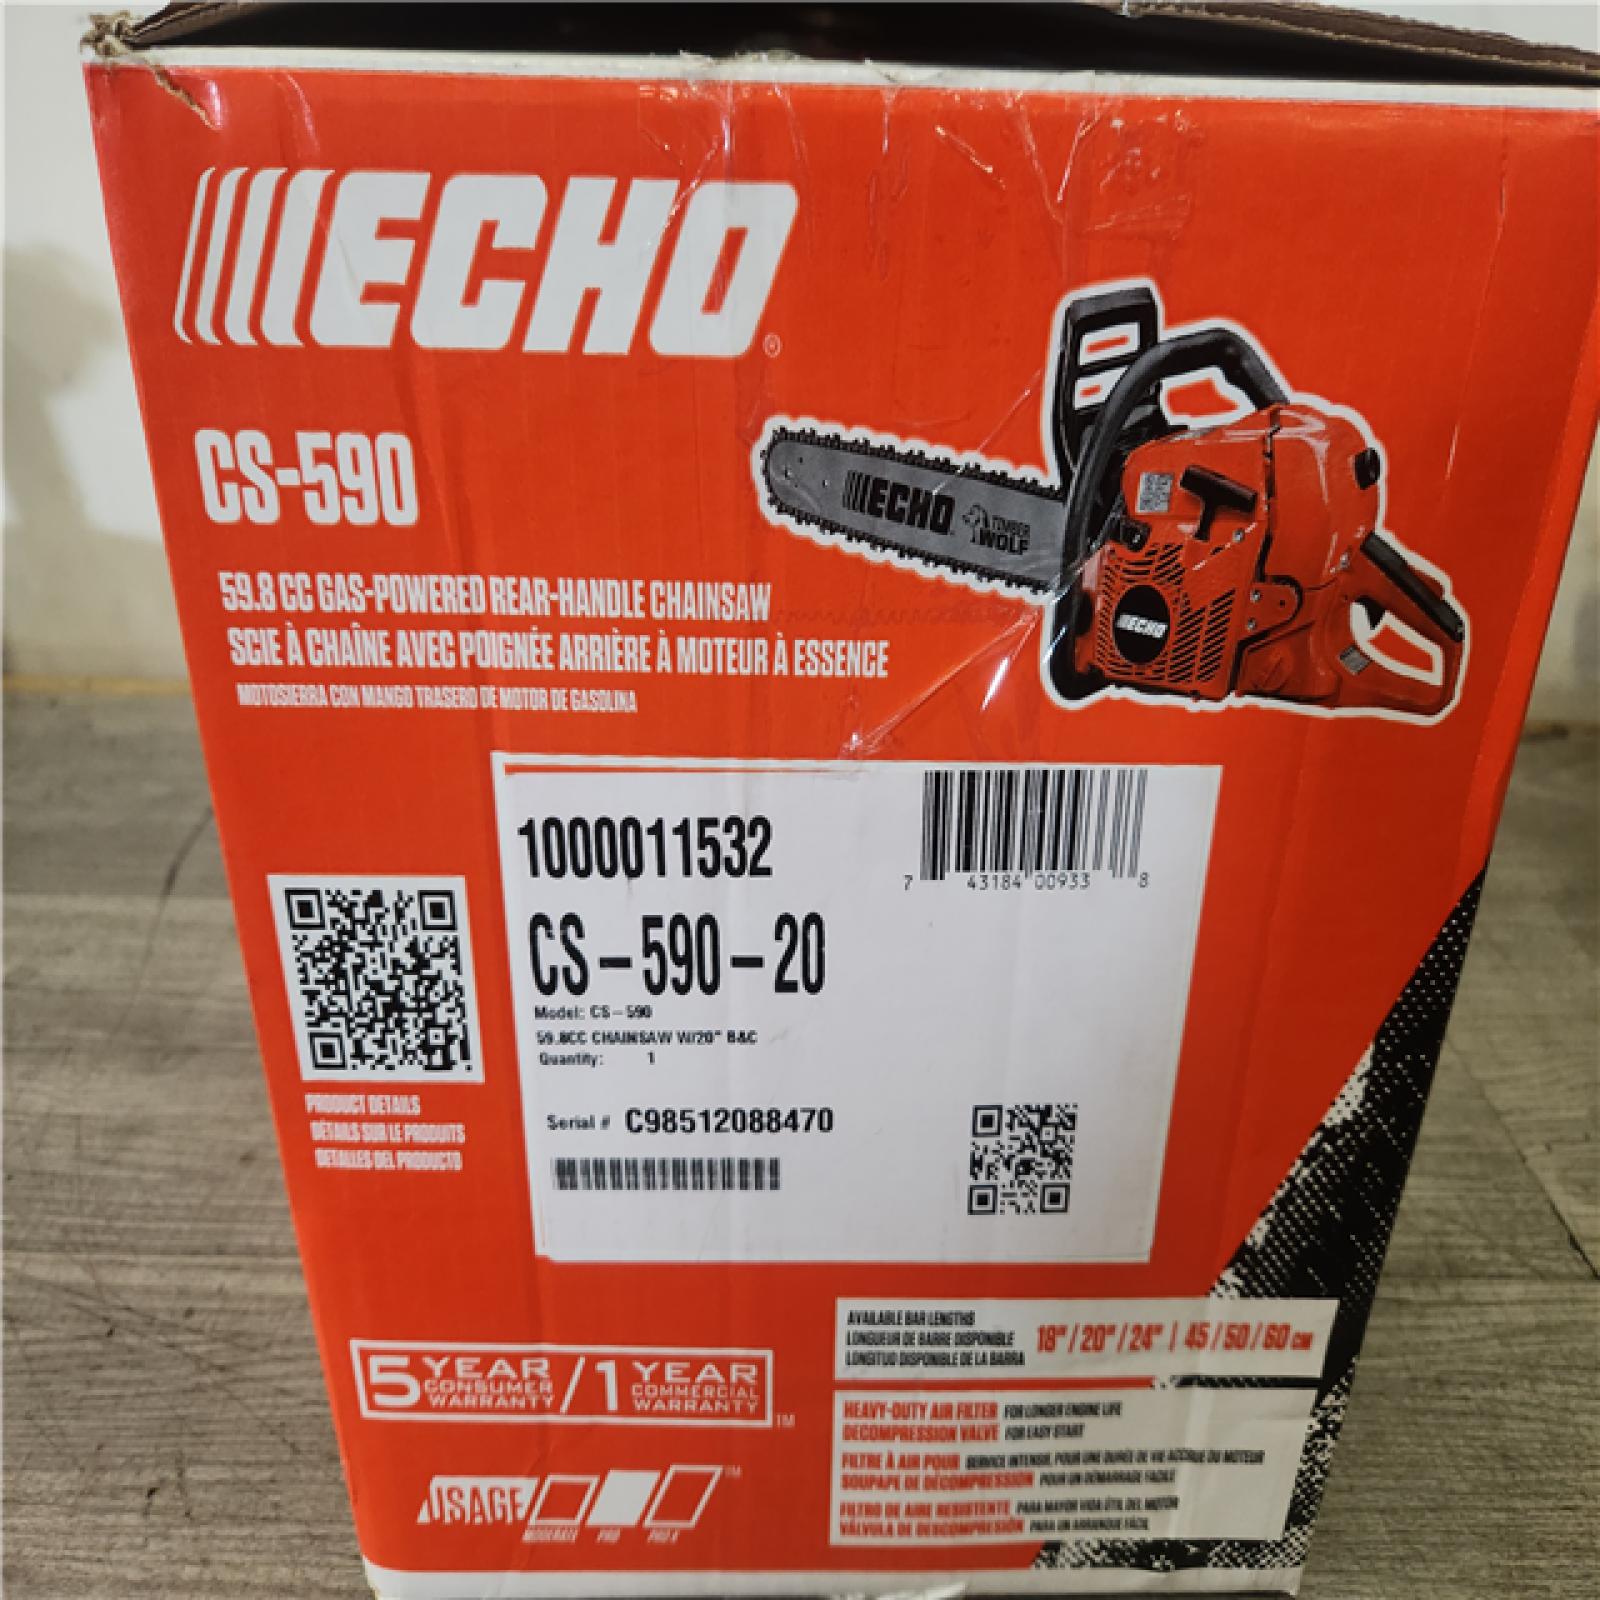 ECHO®
CS-590
ECHO TIMBER WOLF
ECHO
59.8 CC GAS-POWERED REAR-HANDLE CHAINSAW
SCIE À CHAÎNE AVEC POIGNÉE ARRIÈRE À MOTEUR À ESSENCE
MOTOSIERRA CON MANGO TRASERO DE MOTOR DE GASOLINA
1000011532
7 43184 00933 8
CS-590-20
Model: CS-590
59.8CC CHAINSAW W/20" B&C
Quantity: 1
Serial # C98512088470
PRODUCT DETAILS
DÉTAILS SUR LE PRODUITS
DETALLES DEL PRODUCTO
AVAILABLE BAR LENGTHS
LONGUEUR DE BARRE DISPONIBLE
LONGITUD DISPONIBLE DE LA BARRA
18"/20"/24" | 45/50/60 CM
5 YEAR CONSUMER WARRANTY / 1 YEAR COMMERCIAL WARRANTY TM
HEAVY-DUTY AIR FILTER FOR LONGER ENGINE LIFE
DECOMPRESSION VALVE FOR EASY START
FILTRE À AIR POUR SERVICE INTENSIF, POUR UNE DURÉE DE VIE ACCRUE DU MOTEUR
SOUPAPE DE DÉCOMPRESSION POUR UN DÉMARRAGE FACILE
FILTRO DE AIRE RESISTENTE PARA MAYOR VIDA ÚTIL DEL MOTOR
VÁLVULA DE DESCOMPRESIÓN PARA UN ARRANQUE FÁCIL
USAGE TM
MODERATE PRO PRO X